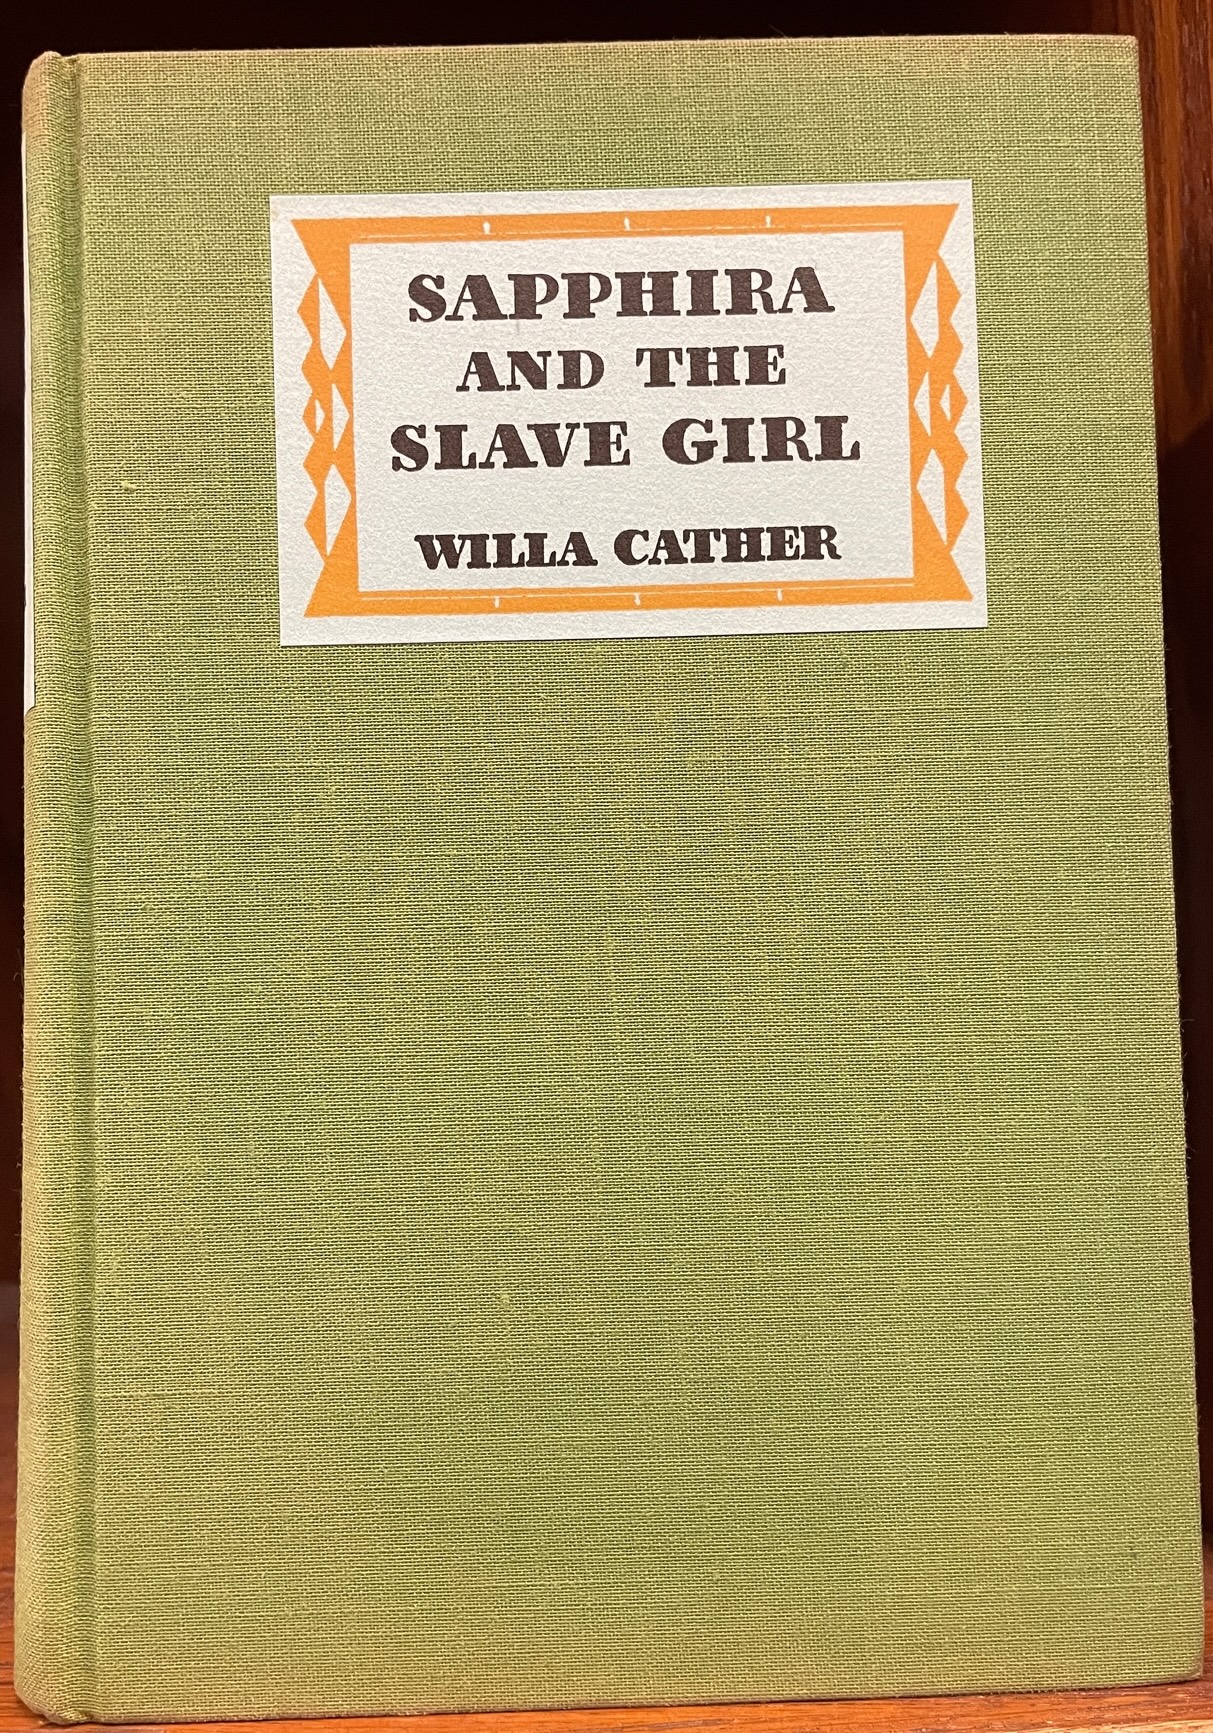 SAPPHIRA
AND THE
SLAVE GIRL
WILLA CATHER